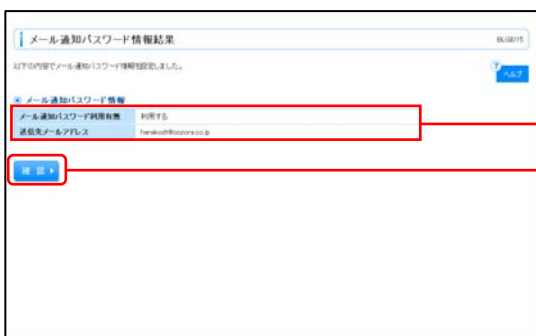 メール通知パスワード情報結果
BLGI015
以下の内容でメール通知パスワード情報を設定しました。
ヘルプ
メール通知パスワード情報
メール通知パスワード利用有無 利用する
送信先メールアドレス
確認